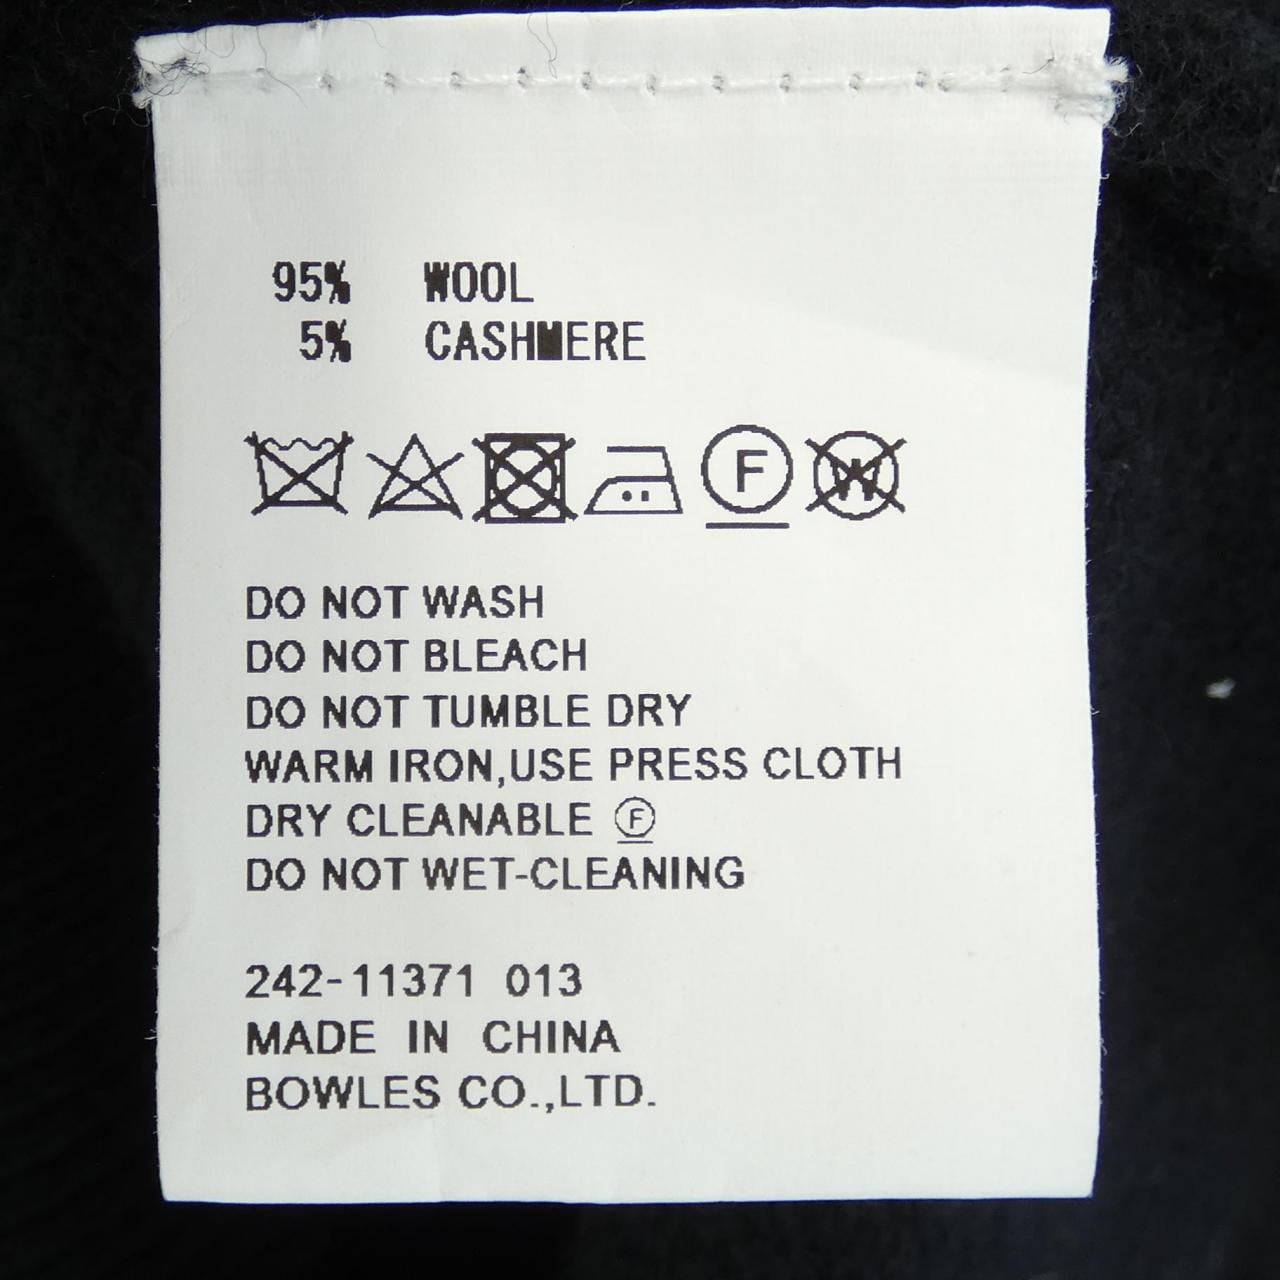 95% WOOL
5% CASHMERE
F W
DO NOT WASH
DO NOT BLEACH
DO NOT TUMBLE DRY
WARM IRON,USE PRESS CLOTH
DRY CLEANABLE Ⓕ
DO NOT WET-CLEANING
242-11371 013
MADE IN CHINA
BOWLES CO.,LTD.